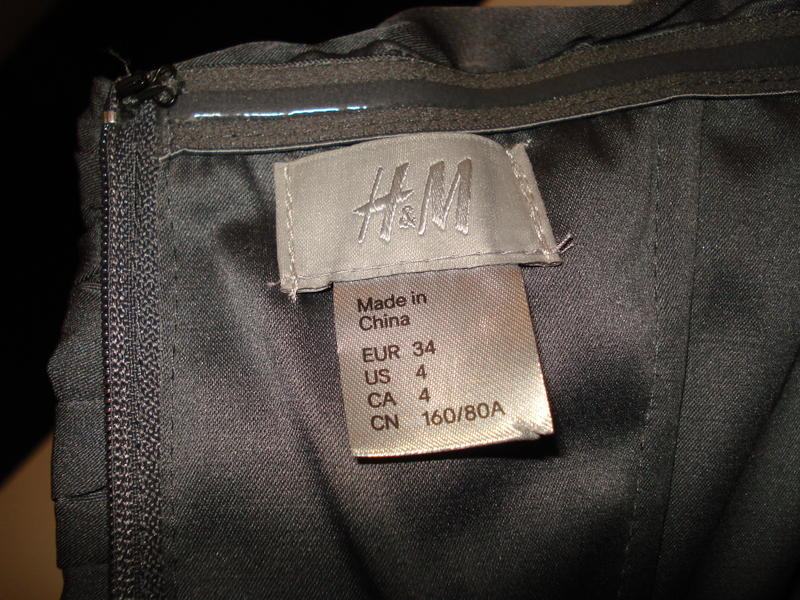 H&M
Made in
China
EUR 34
US 4
CA 4
CN 160/80A